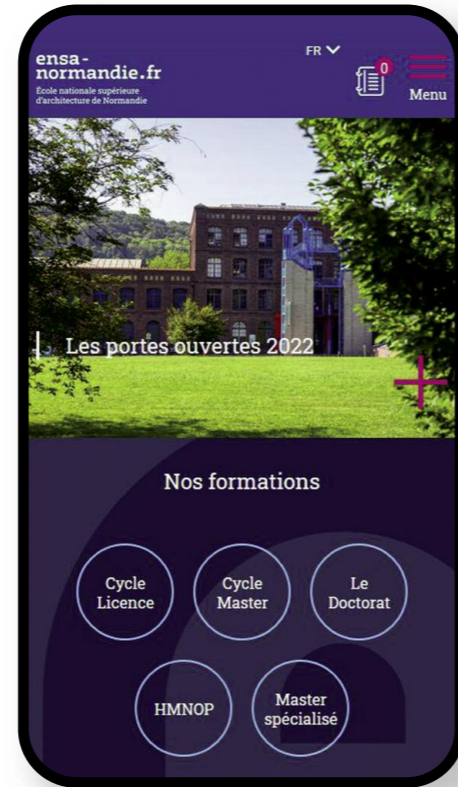 ensa-
normandie.fr
École nationale supérieure
d'architecture de Normandie
FR
0
Menu
Les portes ouvertes 2022
Nos formations
Cycle
Licence
Cycle
Master
Le
Doctorat
HMNOP
Master
spécialisé